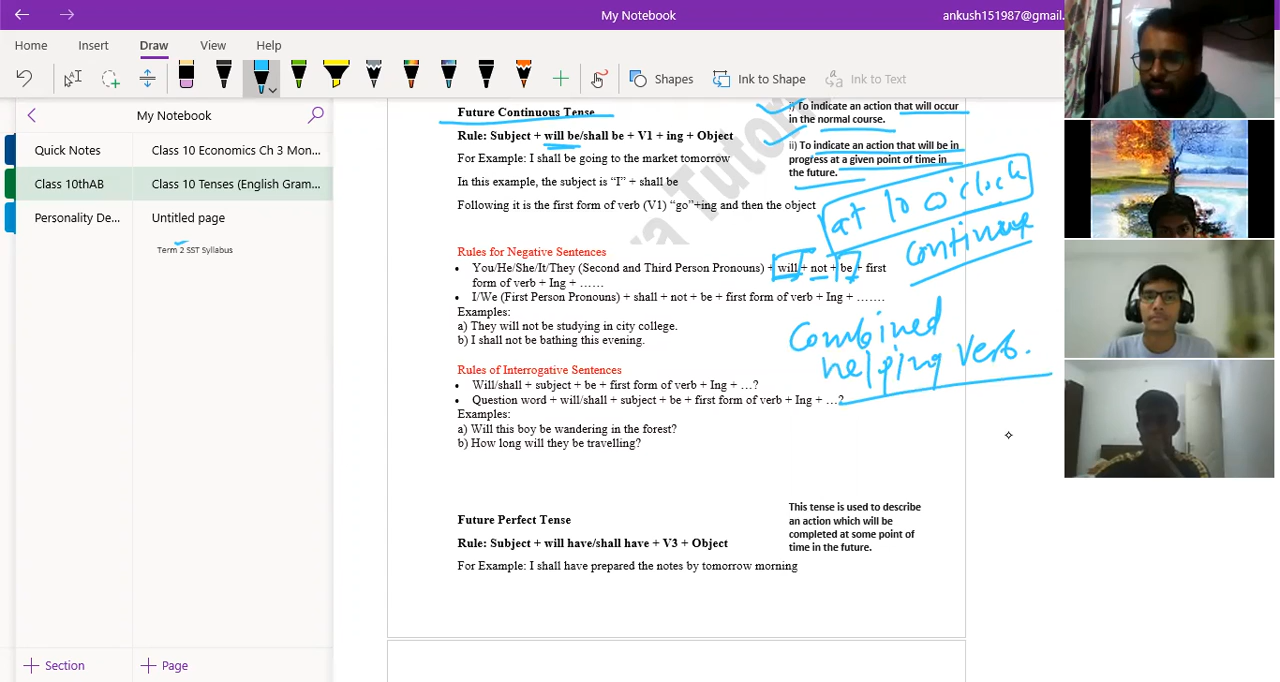 My Notebook
ankush151987@gmail.
Home Insert Draw View Help
Shapes Ink to Shape Ink to Text
My Notebook
Quick Notes
Class 10thAB
Personality De...
Class 10 Economics Ch 3 Mon...
Class 10 Tenses (English Gram...
Untitled page
Term 2 SST Syllabus
Section
Page
Future Continuous Tense
Rule: Subject + will be/shall be + V1 + ing + Object
For Example: I shall be going to the market tomorrow
In this example, the subject is “I” + shall be
Following it is the first form of verb (V1) “go”+ing and then the object
i) To indicate an action that will occur
in the normal course.
ii) To indicate an action that will be in
progress at a given point of time in
the future.
at 10 o'clock
continue
Rules for Negative Sentences
• You/He/She/It/They (Second and Third Person Pronouns) + will + not + be + first
form of verb + Ing + ……
• I/We (First Person Pronouns) + shall + not + be + first form of verb + Ing + …….
Examples:
a) They will not be studying in city college.
b) I shall not be bathing this evening.
Combined
helping verb.
Rules of Interrogative Sentences
• Will/shall + subject + be + first form of verb + Ing + …?
• Question word + will/shall + subject + be + first form of verb + Ing + …?
Examples:
a) Will this boy be wandering in the forest?
b) How long will they be travelling?
Future Perfect Tense
Rule: Subject + will have/shall have + V3 + Object
For Example: I shall have prepared the notes by tomorrow morning
This tense is used to describe
an action which will be
completed at some point of
time in the future.